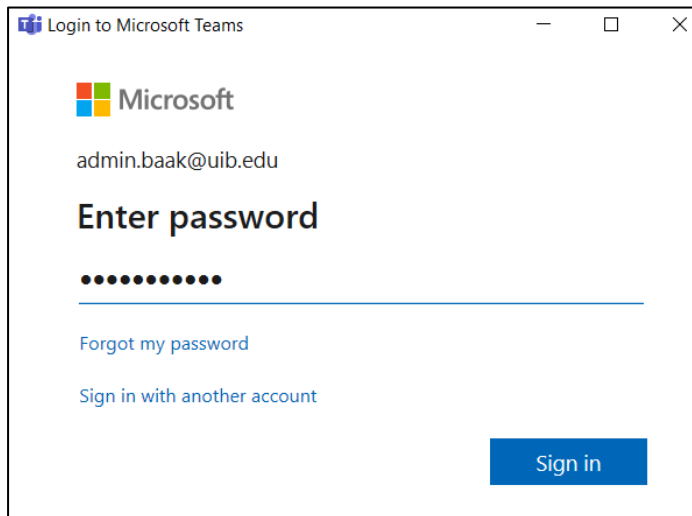 Login to Microsoft Teams
Microsoft
admin.baak@uib.edu
Enter password
●●●●●●●●●●●
Forgot my password
Sign in with another account
Sign in